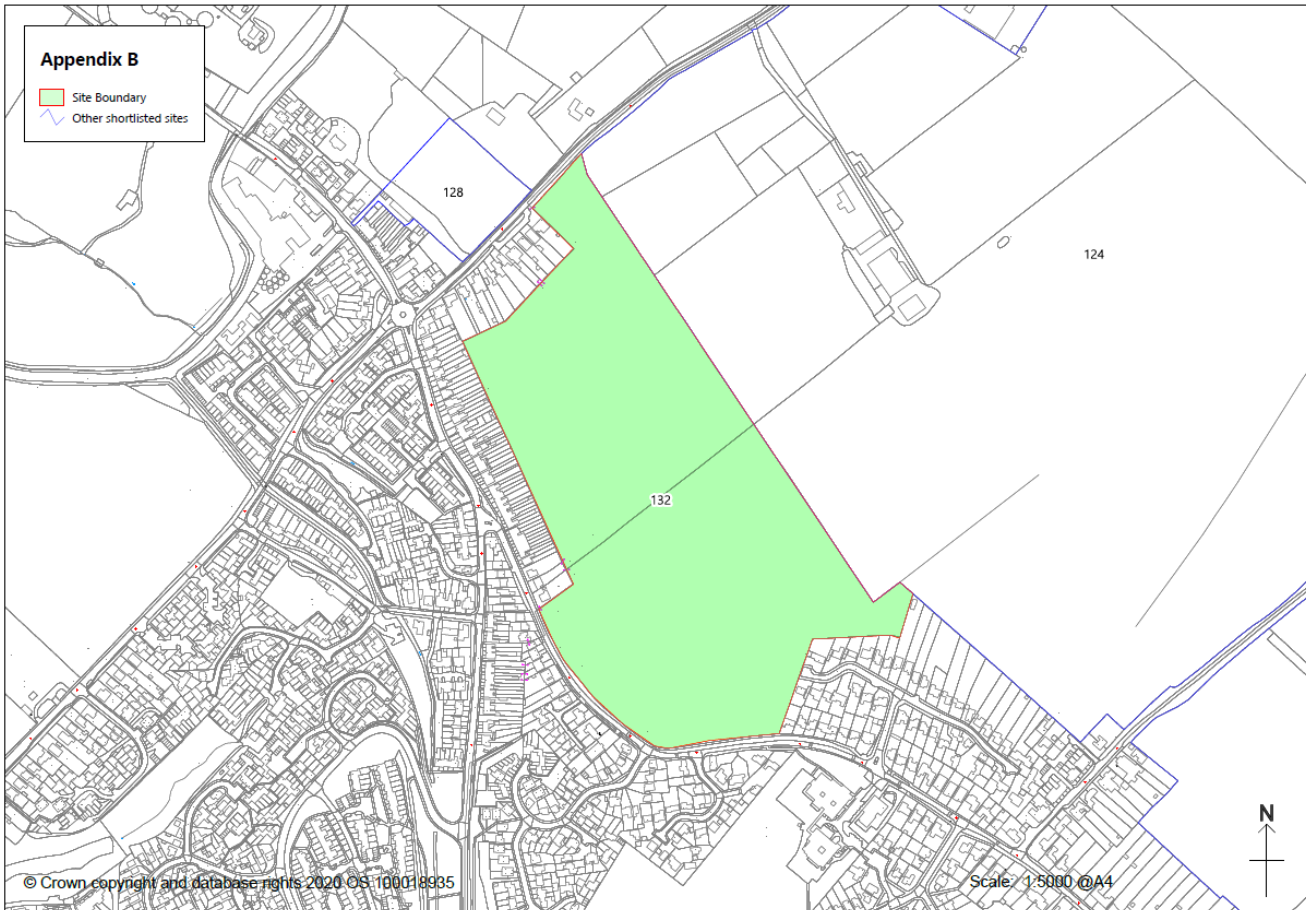 Appendix B
Site Boundary
Other shortlisted sites
128
124
132
N
© Crown copyright and database rights 2020 OS 100018935
Scale: 1:5000 @A4